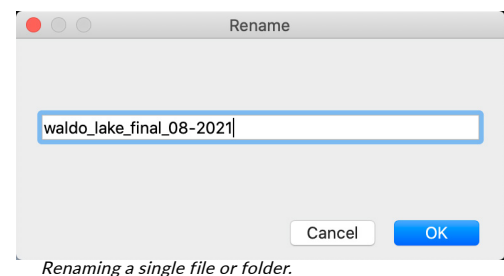 Rename
waldo_lake_final_08-2021
Cancel OK
Renaming a single file or folder.